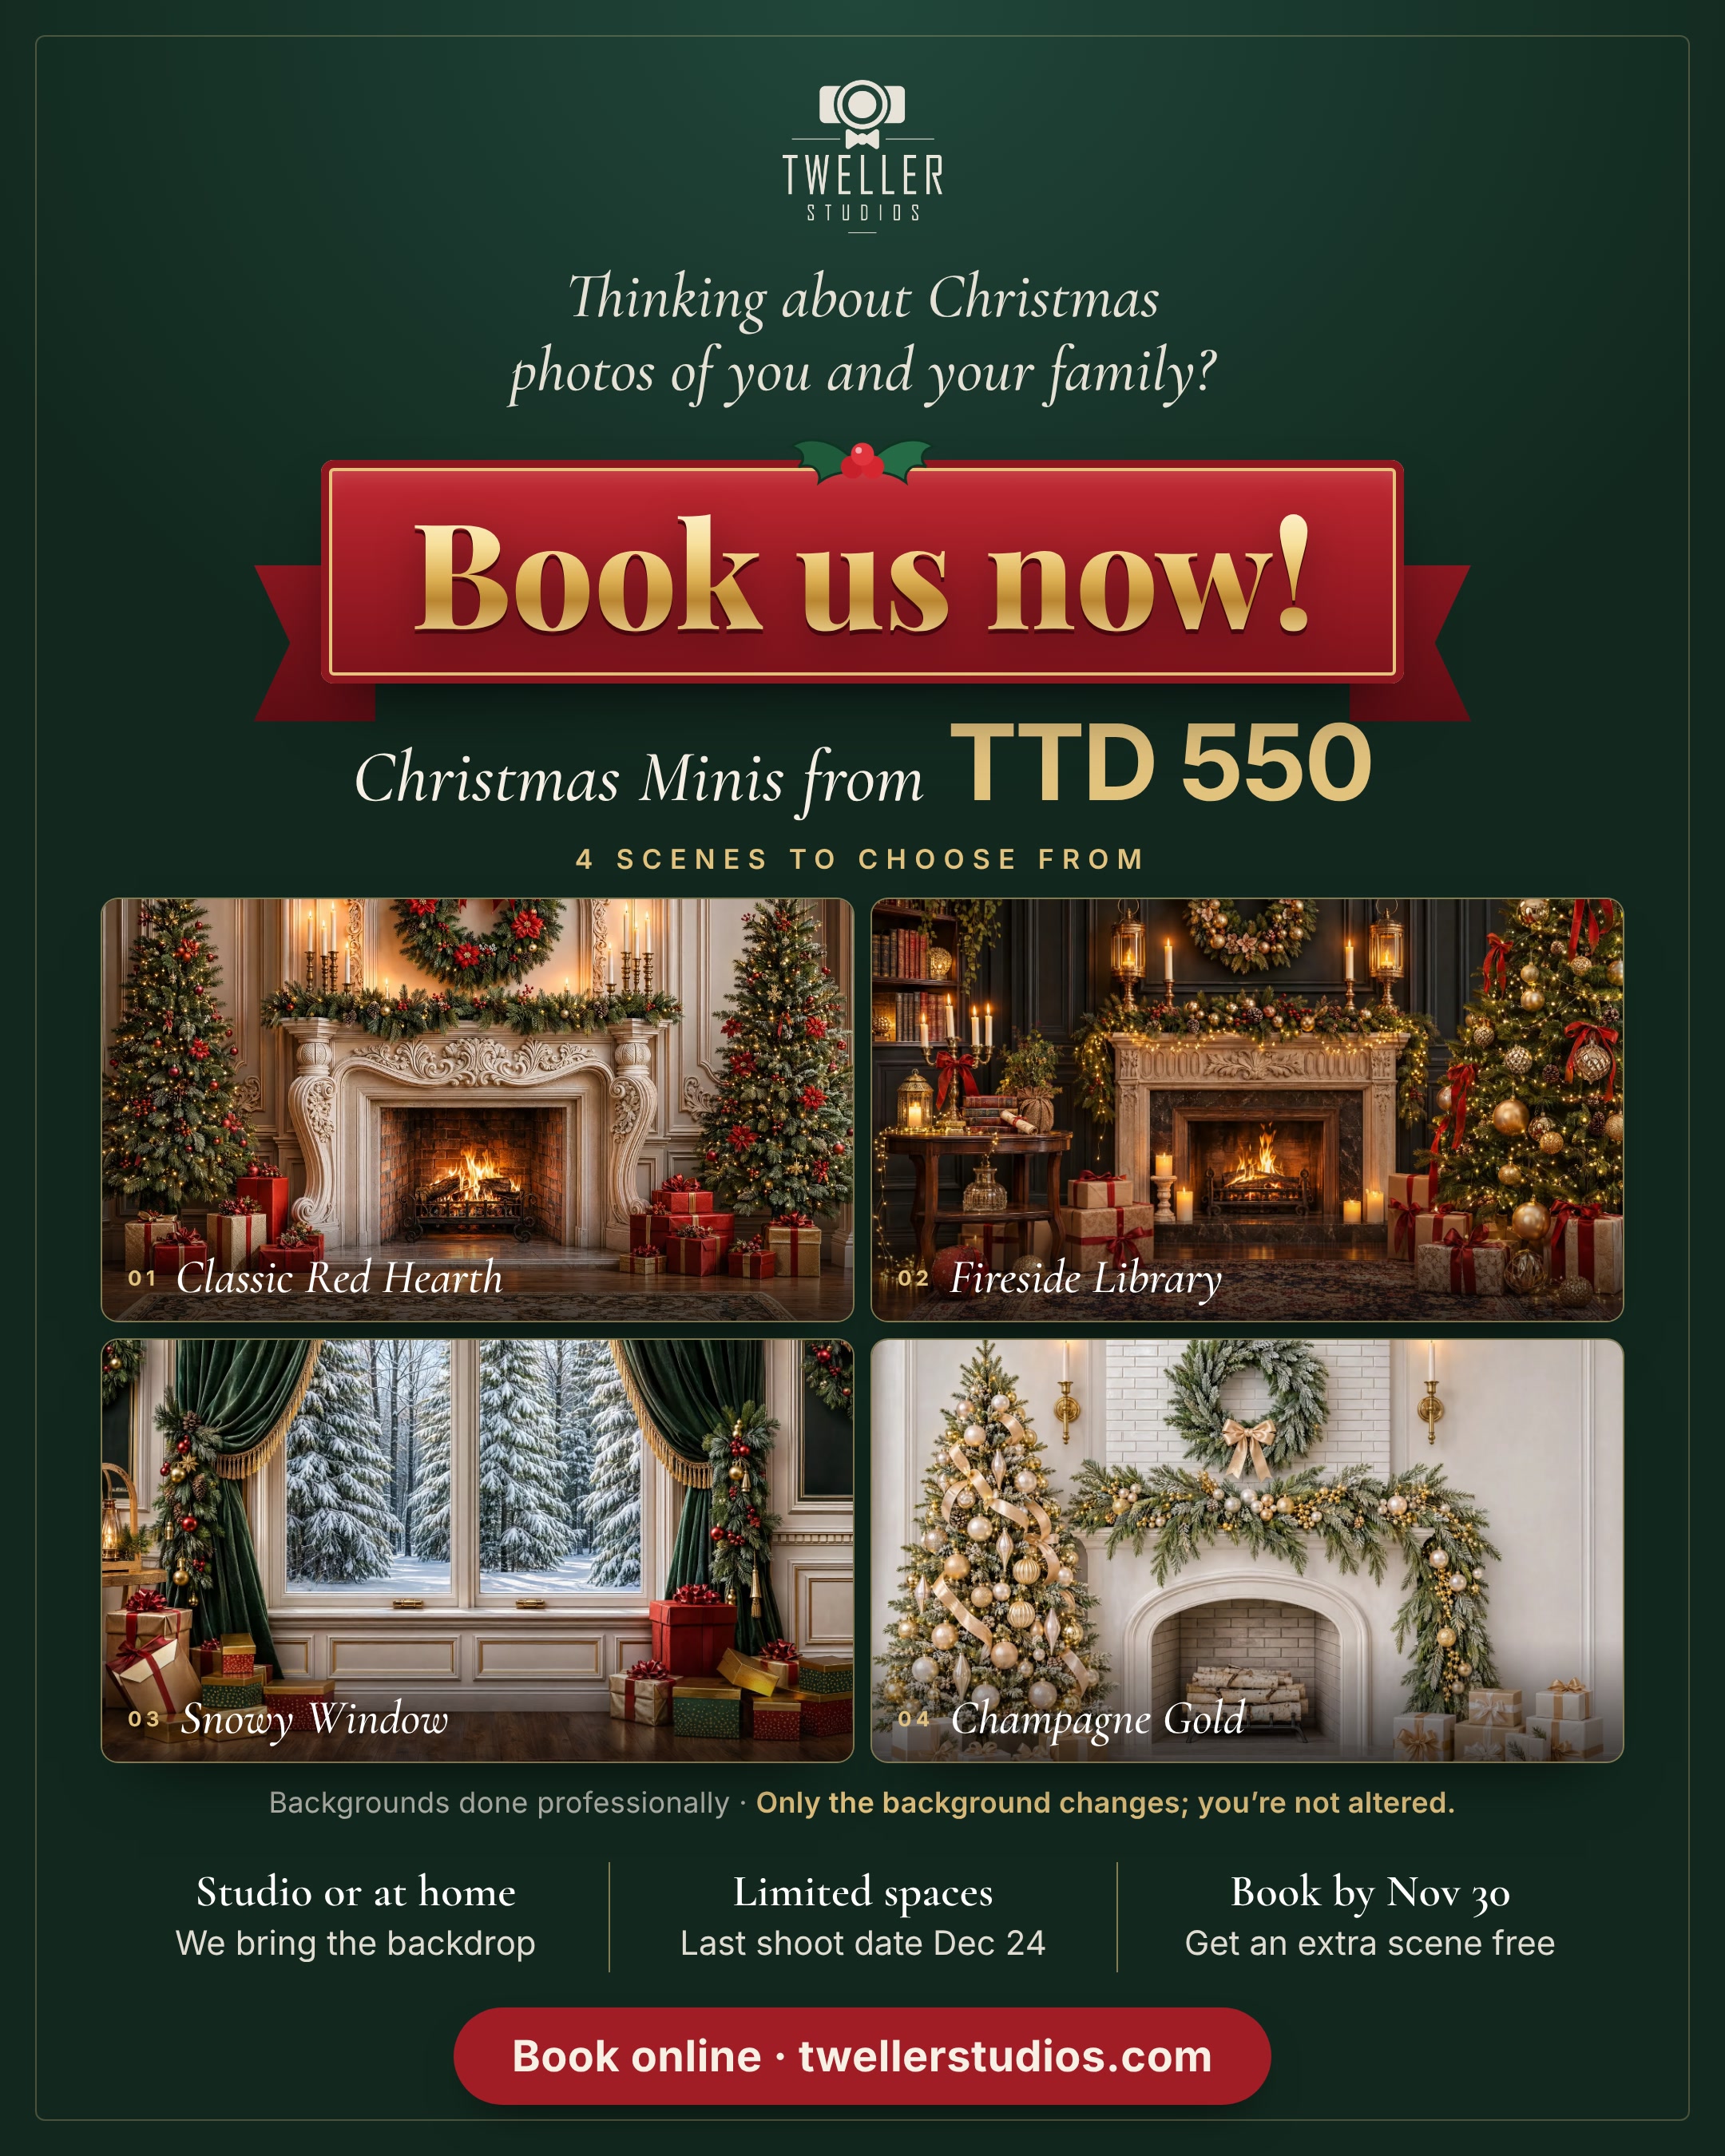 TWELLER
STUDIOS
Thinking about Christmas
photos of you and your family?
Book us now!
Christmas Minis from TTD 550
4 SCENES TO CHOOSE FROM
01 Classic Red Hearth
02 Fireside Library
03 Snowy Window
04 Champagne Gold
Backgrounds done professionally · Only the background changes; you’re not altered.
Studio or at home
We bring the backdrop
Limited spaces
Last shoot date Dec 24
Book by Nov 30
Get an extra scene free
Book online · twellerstudios.com